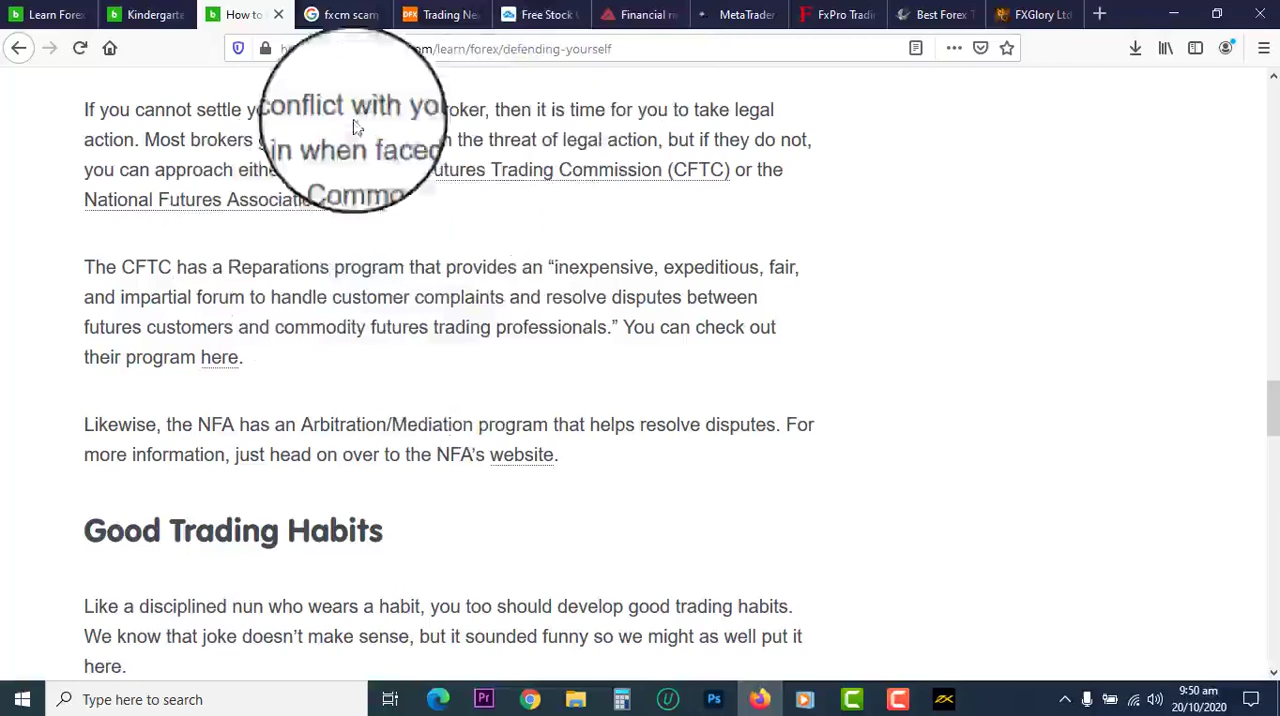 Learn Forex
Kindergarte
How to
fxcm scam
Trading Ne
Free Stock
Financial
MetaTrader
FxPro Tradin
Best Forex T
FXGlory Ltd
m/learn/forex/defending-yourself
If you cannot settle conflict with yo roker, then it is time for you to take legal
action. Most brokers in when faced the threat of legal action, but if they do not,
you can approach eithe Commo utures Trading Commission (CFTC) or the
National Futures Associati
The CFTC has a Reparations program that provides an “inexpensive, expeditious, fair,
and impartial forum to handle customer complaints and resolve disputes between
futures customers and commodity futures trading professionals.” You can check out
their program here.
Likewise, the NFA has an Arbitration/Mediation program that helps resolve disputes. For
more information, just head on over to the NFA’s website.
Good Trading Habits
Like a disciplined nun who wears a habit, you too should develop good trading habits.
We know that joke doesn’t make sense, but it sounded funny so we might as well put it
here.
Type here to search
9:50 am
20/10/2020